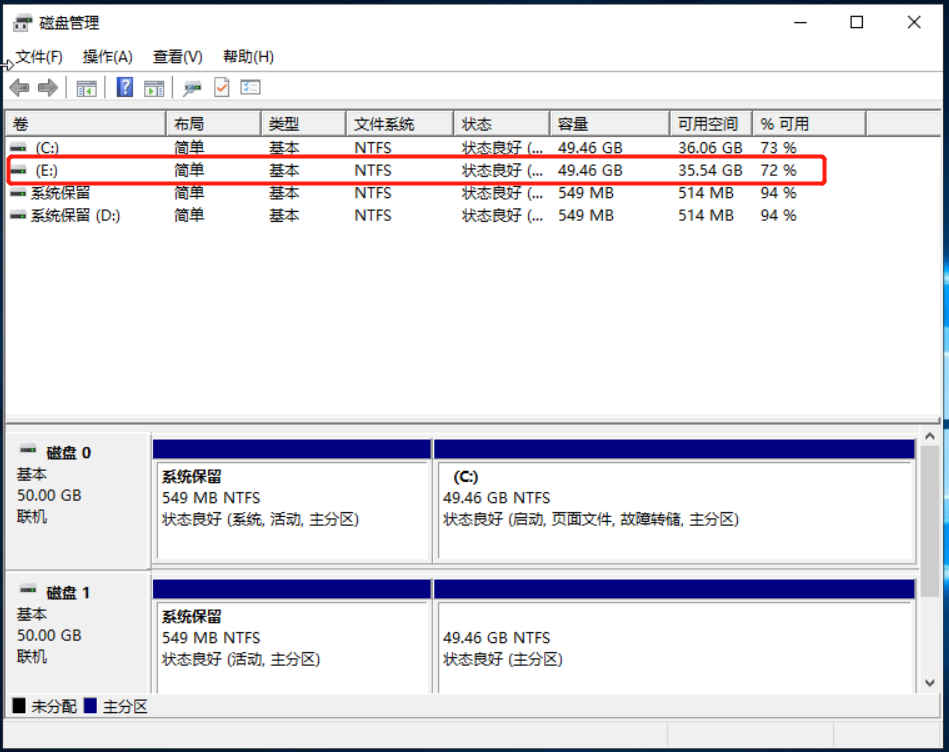 磁盘管理
文件(F) 操作(A) 查看(V) 帮助(H)
卷 布局 类型 文件系统 状态 容量 可用空间 % 可用
(C:) 简单 基本 NTFS 状态良好 (... 49.46 GB 36.06 GB 73 %
(E:) 简单 基本 NTFS 状态良好 (... 49.46 GB 35.54 GB 72 %
系统保留 简单 基本 NTFS 状态良好 (... 549 MB 514 MB 94 %
系统保留 (D:) 简单 基本 NTFS 状态良好 (... 549 MB 514 MB 94 %
磁盘 0
基本
50.00 GB
联机
系统保留
549 MB NTFS
状态良好 (系统, 活动, 主分区)
(C:)
49.46 GB NTFS
状态良好 (启动, 页面文件, 故障转储, 主分区)
磁盘 1
基本
50.00 GB
联机
系统保留
549 MB NTFS
状态良好 (活动, 主分区)
49.46 GB NTFS
状态良好 (主分区)
未分配 主分区